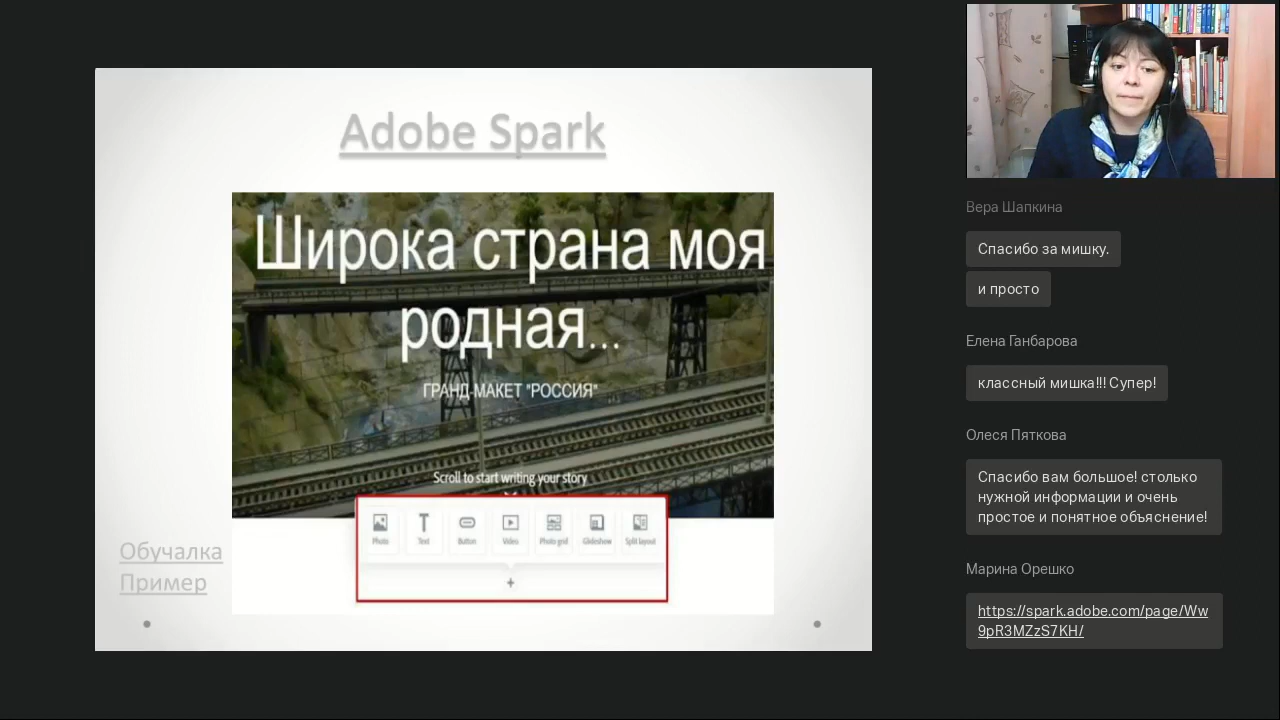 Adobe Spark
Широка страна моя
родная...
ГРАНД-МАКЕТ "РОССИЯ"
Scroll to start writing your story
Photo
Text
Button
Video
Photo grid
Glideshow
Split layout
Обучалка
Пример
Вера Шапкина
Спасибо за мишку.
и просто
Елена Ганбарова
классный мишка!!! Супер!
Олеся Пяткова
Спасибо вам большое! столько
нужной информации и очень
простое и понятное объяснение!
Марина Орешко
https://spark.adobe.com/page/Ww
9pR3MZzS7KH/